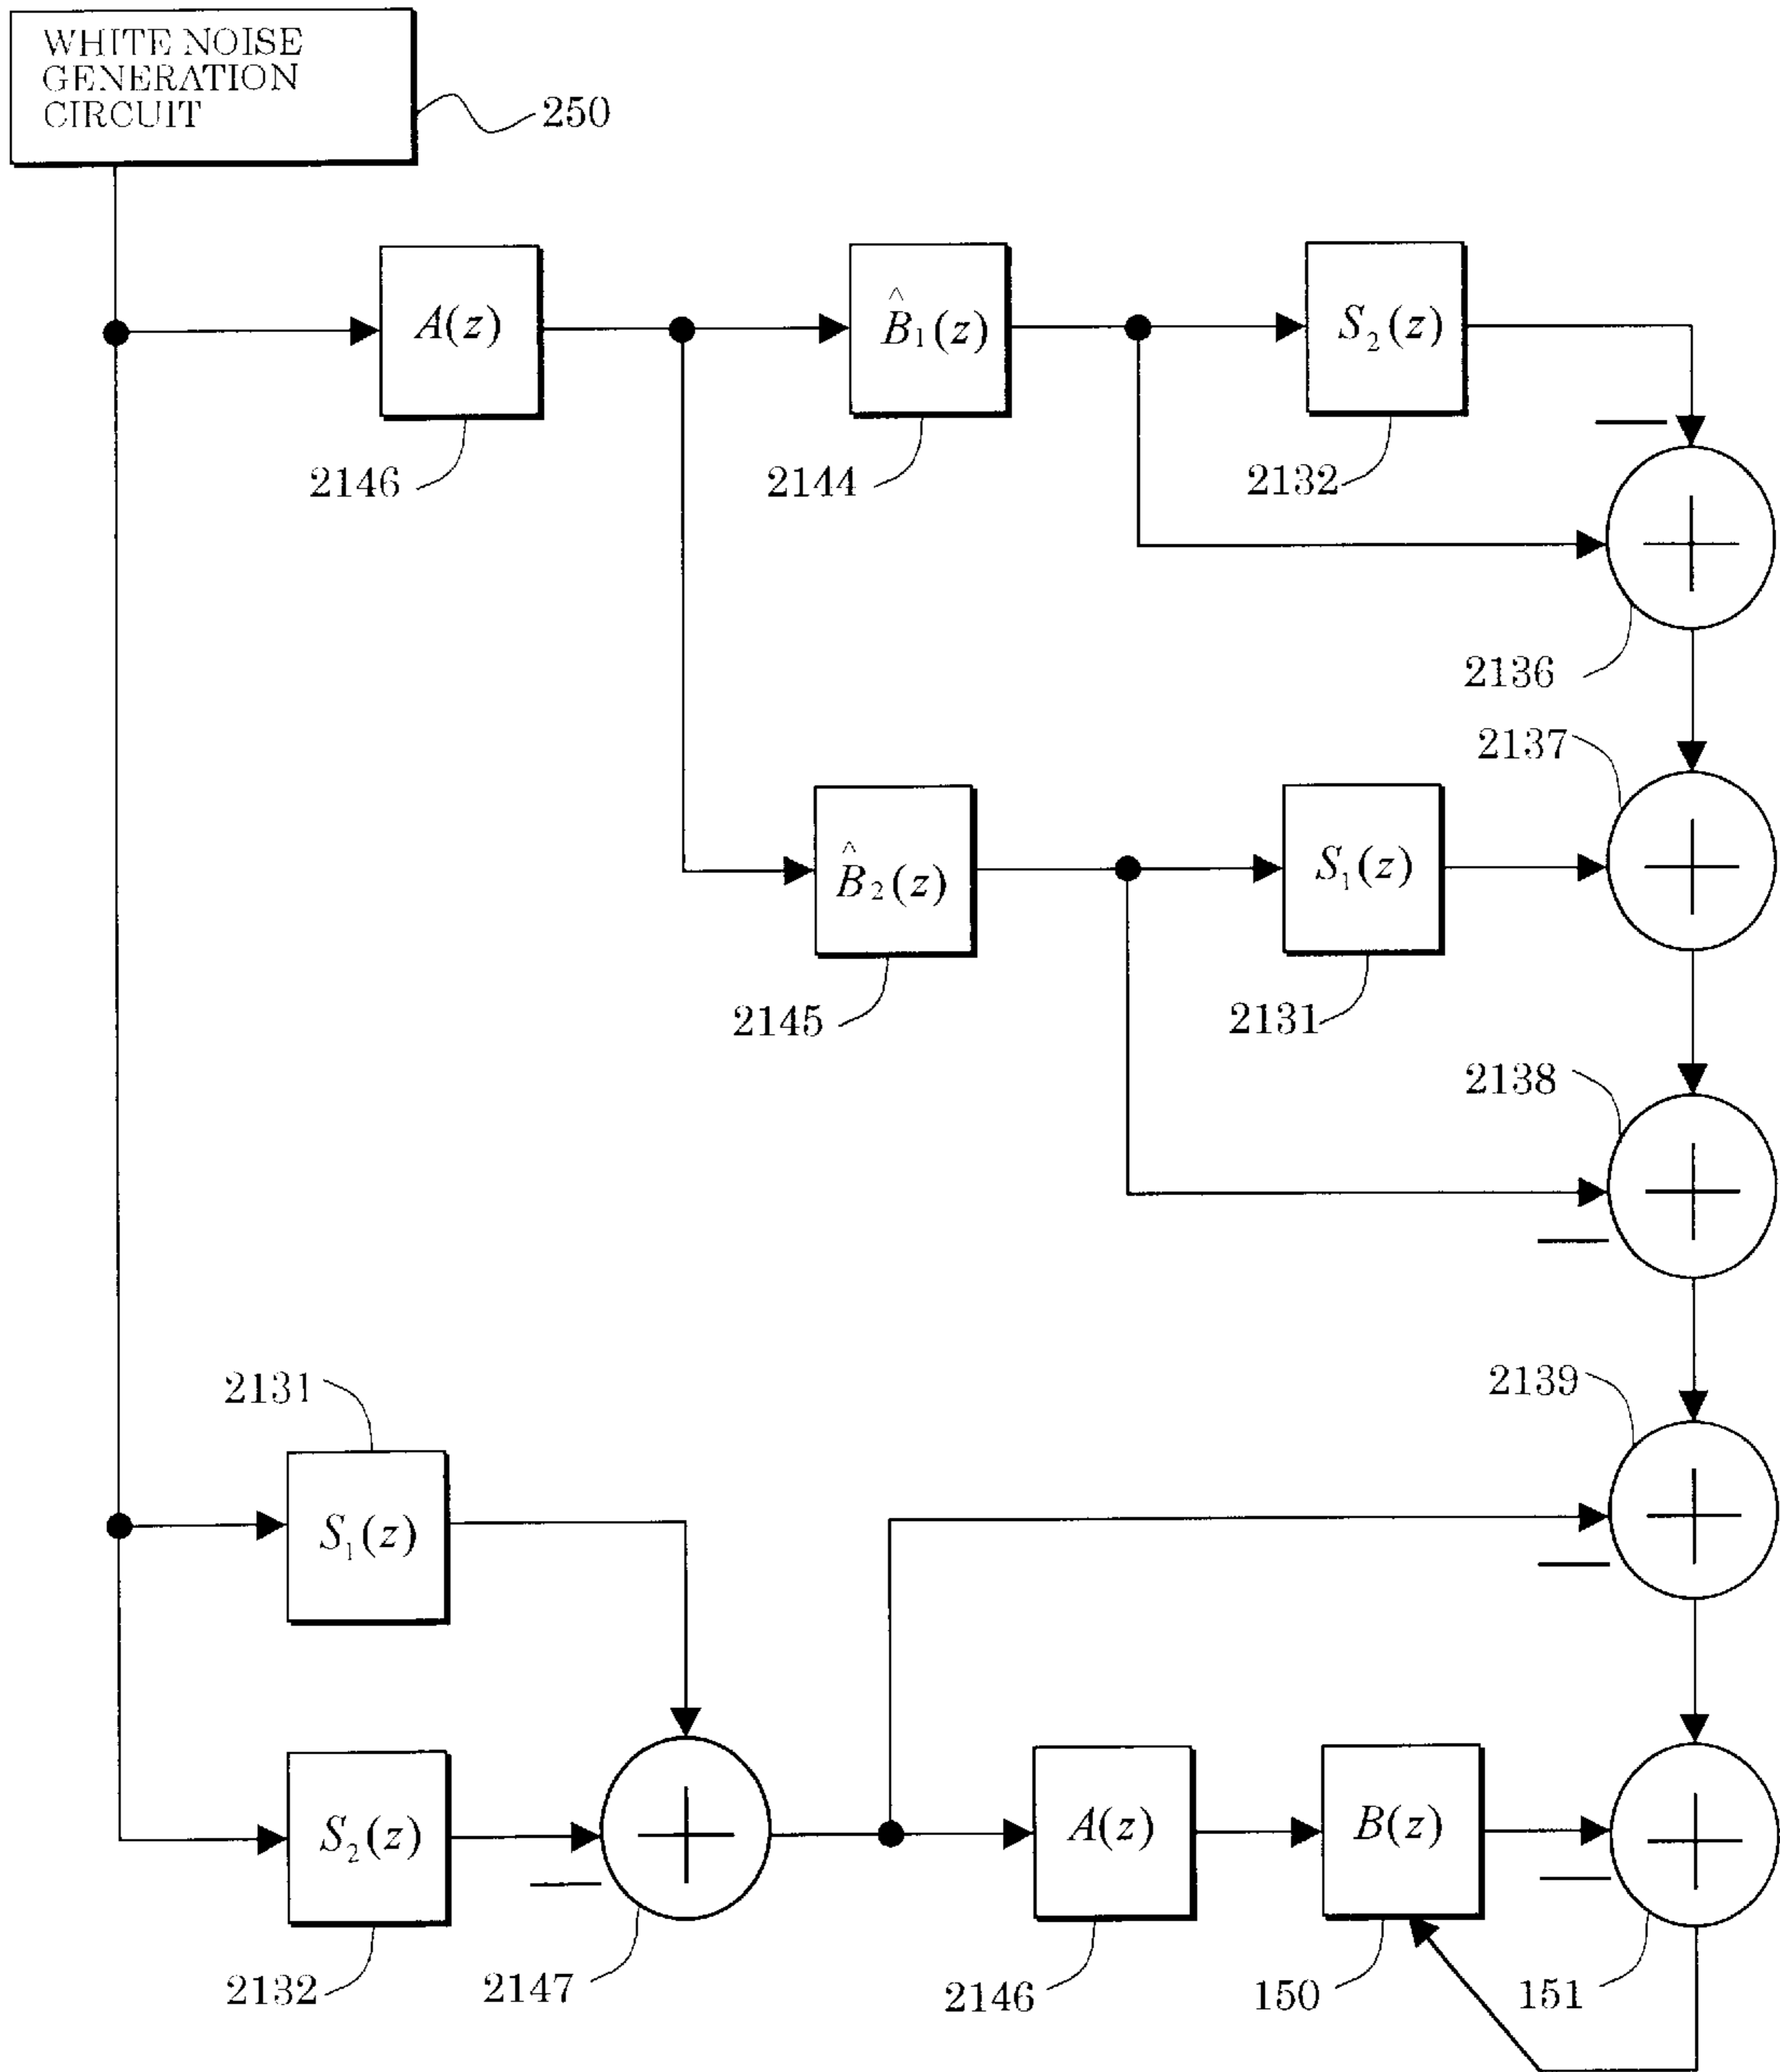 WHITE NOISE
GENERATION
CIRCUIT
250
A(z)
B̂₁(z)
S₂(z)
2146
2144
2132
2136
2137
B̂₂(z)
S₁(z)
2145
2131
2138
2139
2131
S₁(z)
S₂(z)
A(z)
B(z)
2132
2147
2146
150
151